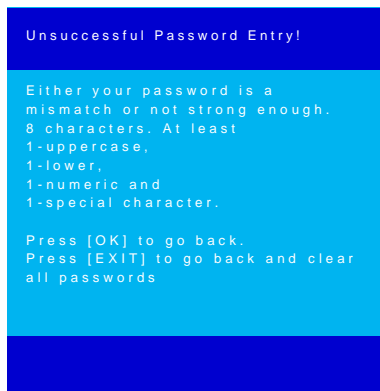 Unsuccessful Password Entry!
Either your password is a
mismatch or not strong enough.
8 characters. At least
1-uppercase,
1-lower,
1-numeric and
1-special character.
Press [OK] to go back.
Press [EXIT] to go back and clear
all passwords